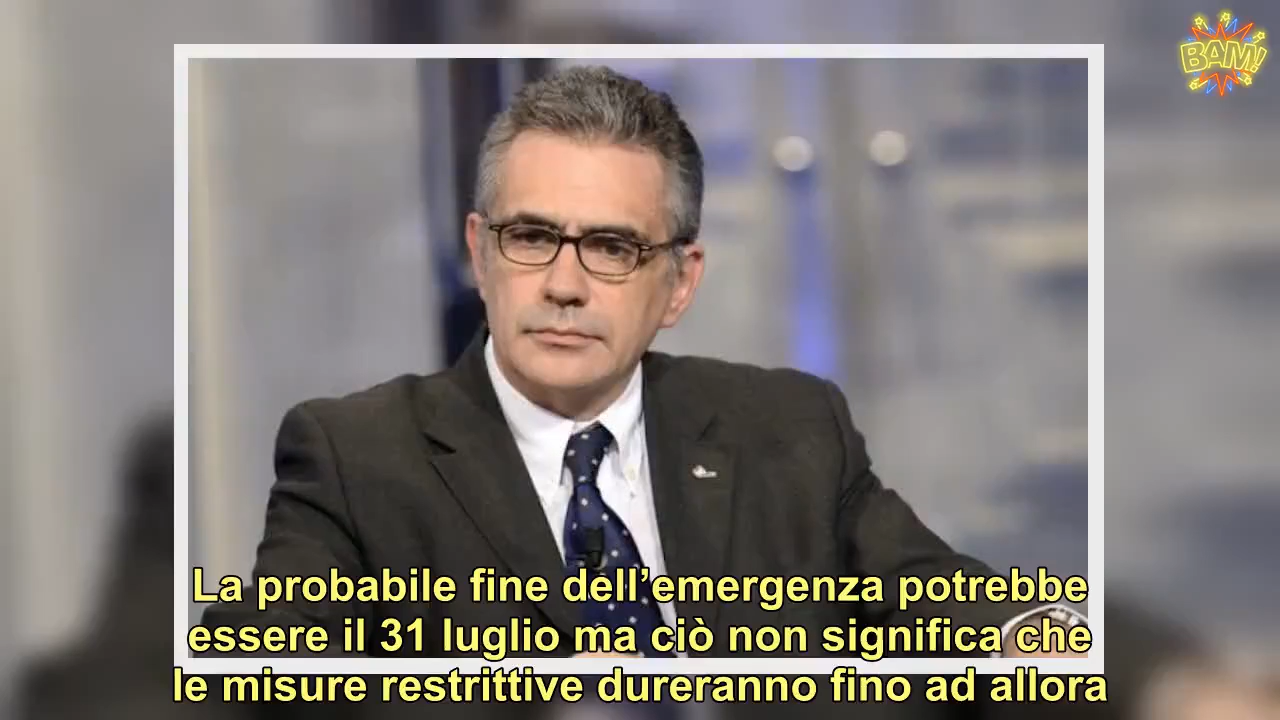 BAM!
La probabile fine dell’emergenza potrebbe
essere il 31 luglio ma ciò non significa che
le misure restrittive dureranno fino ad allora